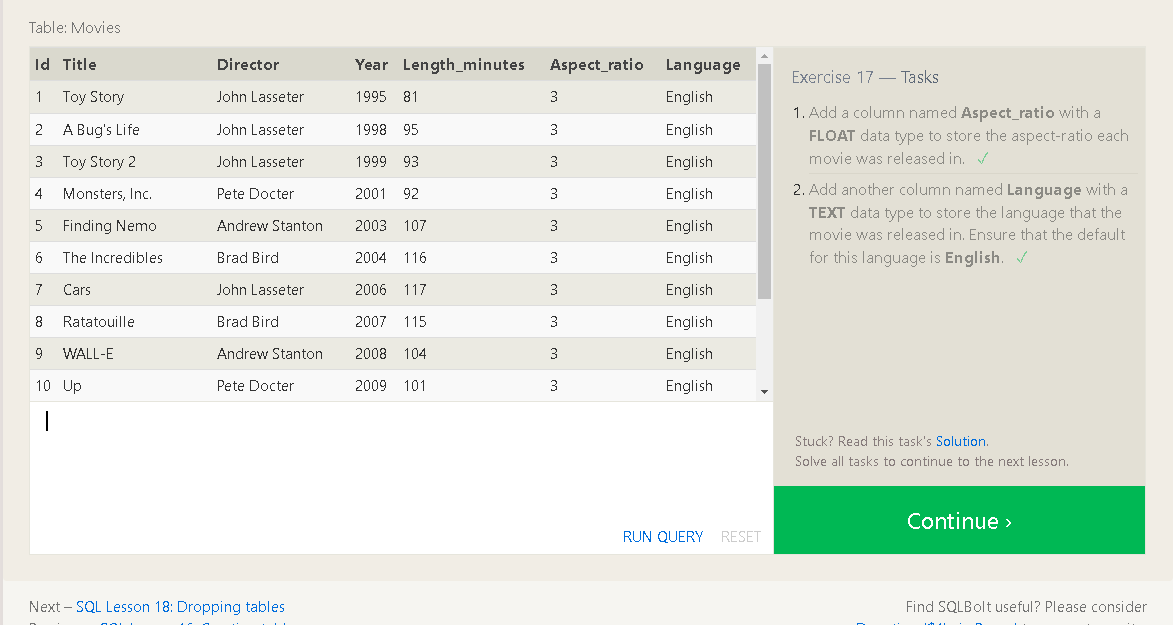 Table: Movies
Id Title Director Year Length_minutes Aspect_ratio Language
1 Toy Story John Lasseter 1995 81 3 English
2 A Bug's Life John Lasseter 1998 95 3 English
3 Toy Story 2 John Lasseter 1999 93 3 English
4 Monsters, Inc. Pete Docter 2001 92 3 English
5 Finding Nemo Andrew Stanton 2003 107 3 English
6 The Incredibles Brad Bird 2004 116 3 English
7 Cars John Lasseter 2006 117 3 English
8 Ratatouille Brad Bird 2007 115 3 English
9 WALL-E Andrew Stanton 2008 104 3 English
10 Up Pete Docter 2009 101 3 English
RUN QUERY RESET
Exercise 17 — Tasks
1. Add a column named Aspect_ratio with a
FLOAT data type to store the aspect-ratio each
movie was released in. ✓
2. Add another column named Language with a
TEXT data type to store the language that the
movie was released in. Ensure that the default
for this language is English. ✓
Stuck? Read this task's Solution.
Solve all tasks to continue to the next lesson.
Continue ›
Next – SQL Lesson 18: Dropping tables
Find SQLBolt useful? Please consider